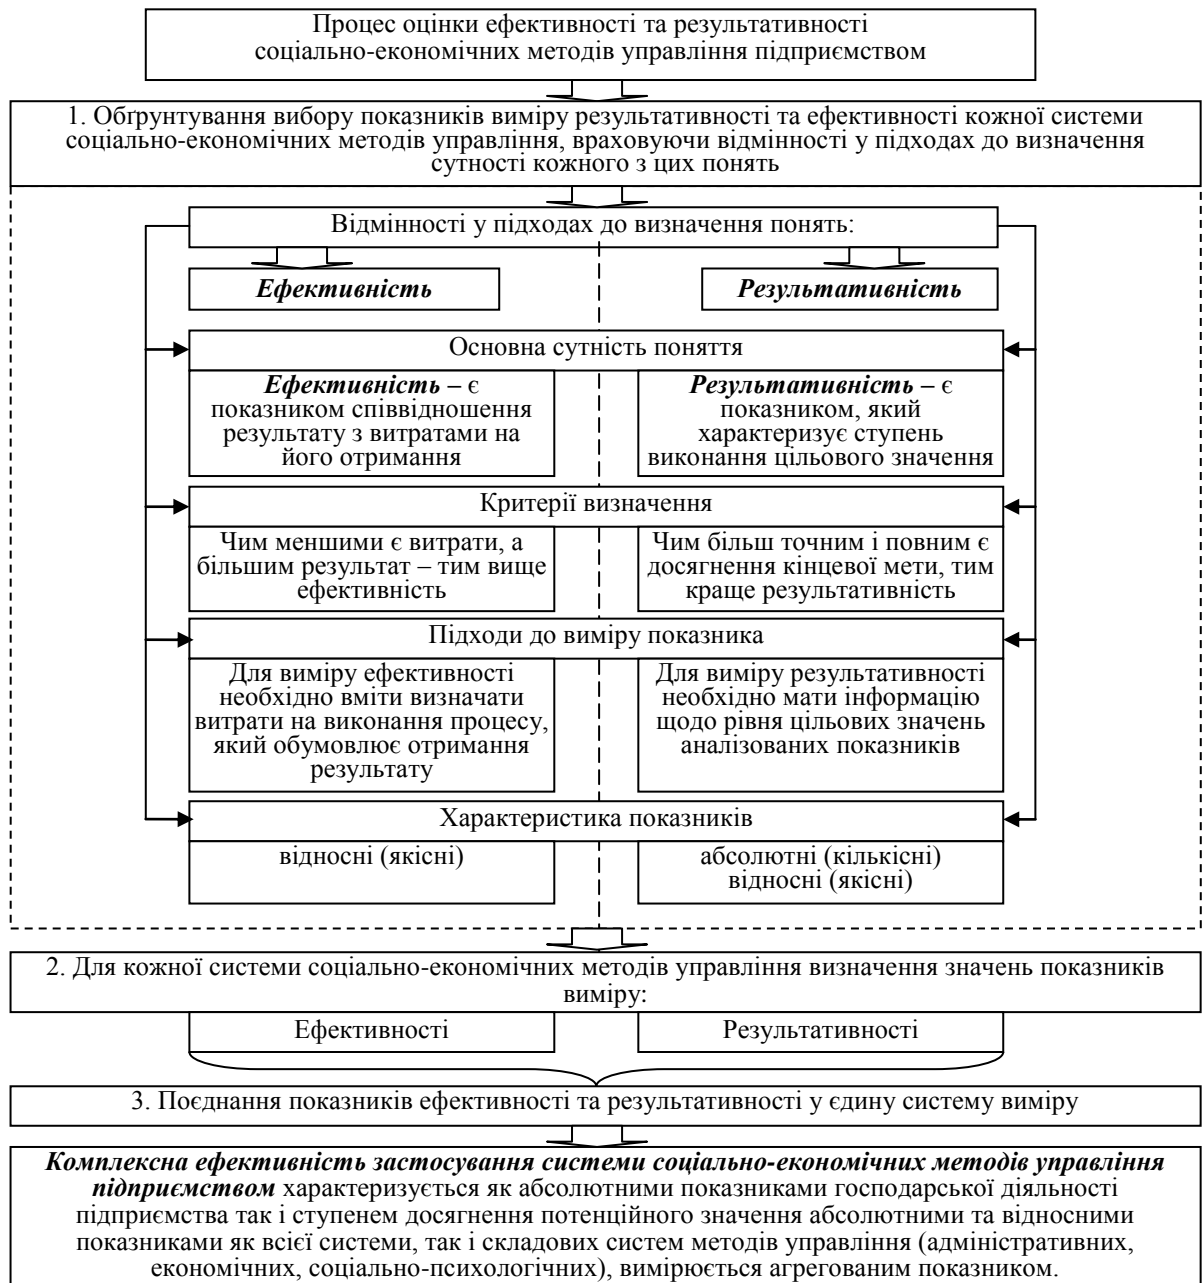 Процес оцінки ефективності та результативності
соціально-економічних методів управління підприємством
1. Обґрунтування вибору показників виміру результативності та ефективності кожної системи
соціально-економічних методів управління, враховуючи відмінності у підходах до визначення
сутності кожного з цих понять
Відмінності у підходах до визначення понять:
Ефективність
Результативність
Основна сутність поняття
Ефективність – є
показником співвідношення
результату з витратами на
його отримання
Результативність – є
показником, який
характеризує ступень
виконання цільового значення
Критерії визначення
Чим меншими є витрати, а
більшим результат – тим вище
ефективність
Чим більш точним і повним є
досягнення кінцевої мети, тим
краще результативність
Підходи до виміру показника
Для виміру ефективності
необхідно вміти визначати
витрати на виконання процесу,
який обумовлює отримання
результату
Для виміру результативності
необхідно мати інформацію
щодо рівня цільових значень
аналізованих показників
Характеристика показників
відносні (якісні)
абсолютні (кількісні)
відносні (якісні)
2. Для кожної системи соціально-економічних методів управління визначення значень показників
виміру:
Ефективності
Результативності
3. Поєднання показників ефективності та результативності у єдину систему виміру
Комплексна ефективність застосування системи соціально-економічних методів управління
підприємством характеризується як абсолютними показниками господарської діяльності
підприємства так і ступенем досягнення потенційного значення абсолютними та відносними
показниками як всієї системи, так і складових систем методів управління (адміністративних,
економічних, соціально-психологічних), вимірюється агрегованим показником.